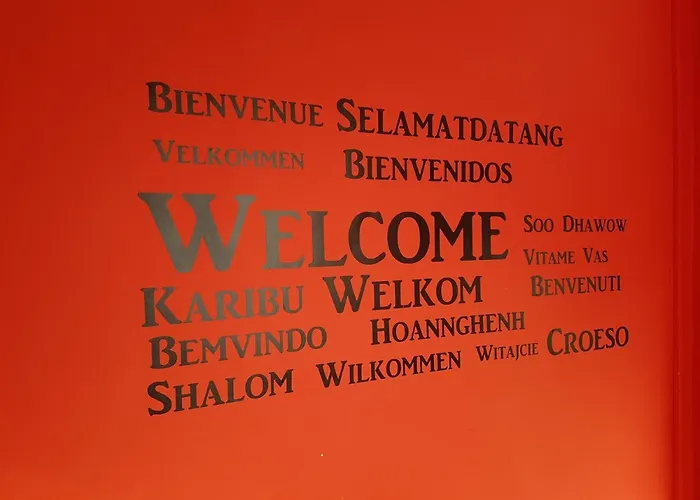 BIENVENUE SELAMATDATANG
VELKOMMEN BIENVENIDOS
WELCOME SOO DHAWOW
VITAME VAS
KARIBU WELKOM BENVENUTI
BEMVINDO HOANNGHENH
SHALOM WILKOMMEN WITAJCIE CROESO